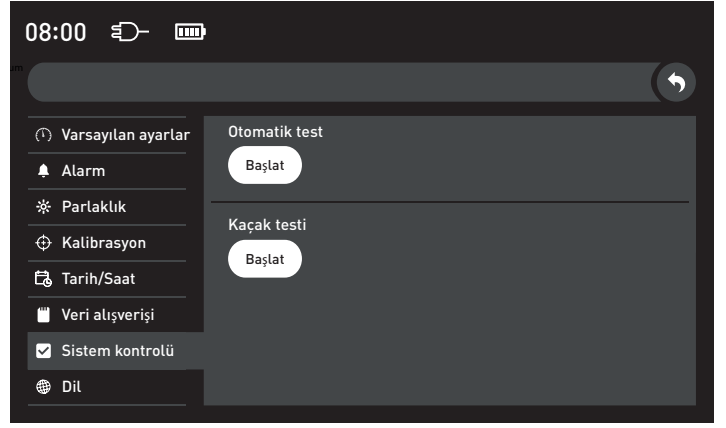 08:00
um
Varsayılan ayarlar
Alarm
Parlaklık
Kalibrasyon
Tarih/Saat
Veri alışverişi
Sistem kontrolü
Dil
Otomatik test
Başlat
Kaçak testi
Başlat